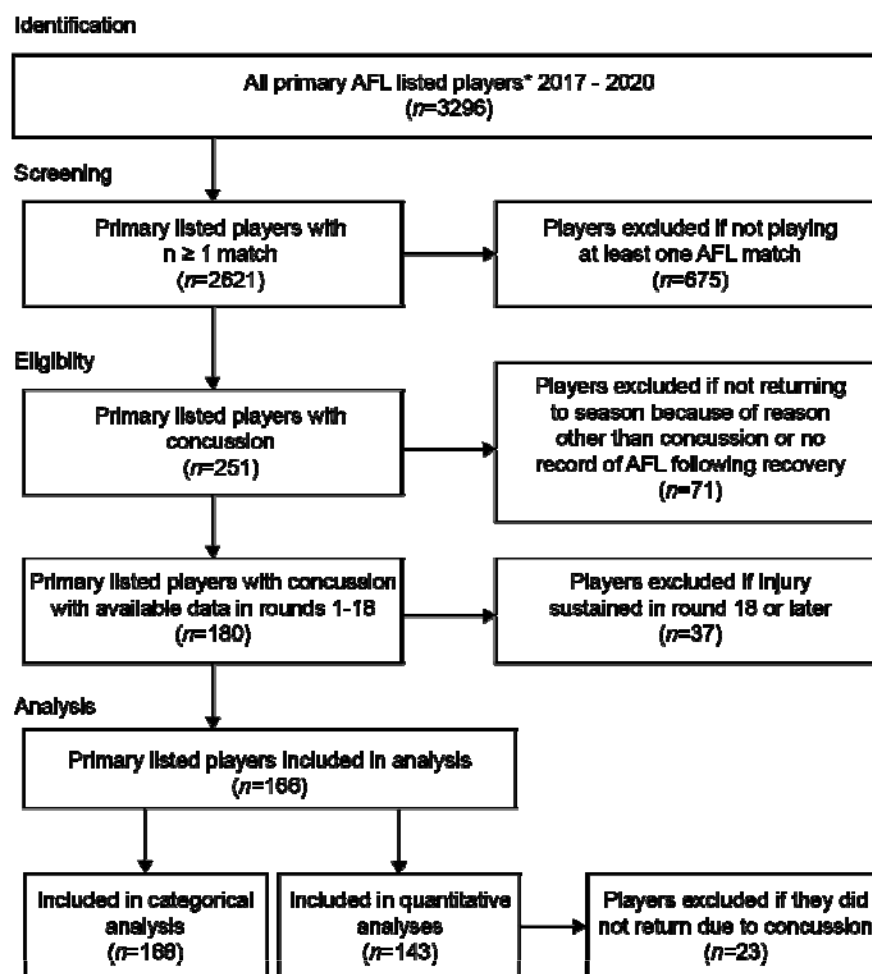 Identification
All primary AFL listed players* 2017 - 2020
(n=3296)
Screening
Primary listed players with
n ≥ 1 match
(n=2621)
Players excluded if not playing
at least one AFL match
(n=675)
Eligiblity
Primary listed players with
concussion
(n=251)
Players excluded if not returning
to season because of reason
other than concussion or no
record of AFL following recovery
(n=71)
Primary listed players with concussion
with available data in rounds 1-18
(n=180)
Players excluded if injury
sustained in round 18 or later
(n=37)
Analysis
Primary listed players included in analysis
(n=166)
Included in categorical
analysis
(n=166)
Included in quantitative
analyses
(n=143)
Players excluded if they did
not return due to concussion
(n=23)